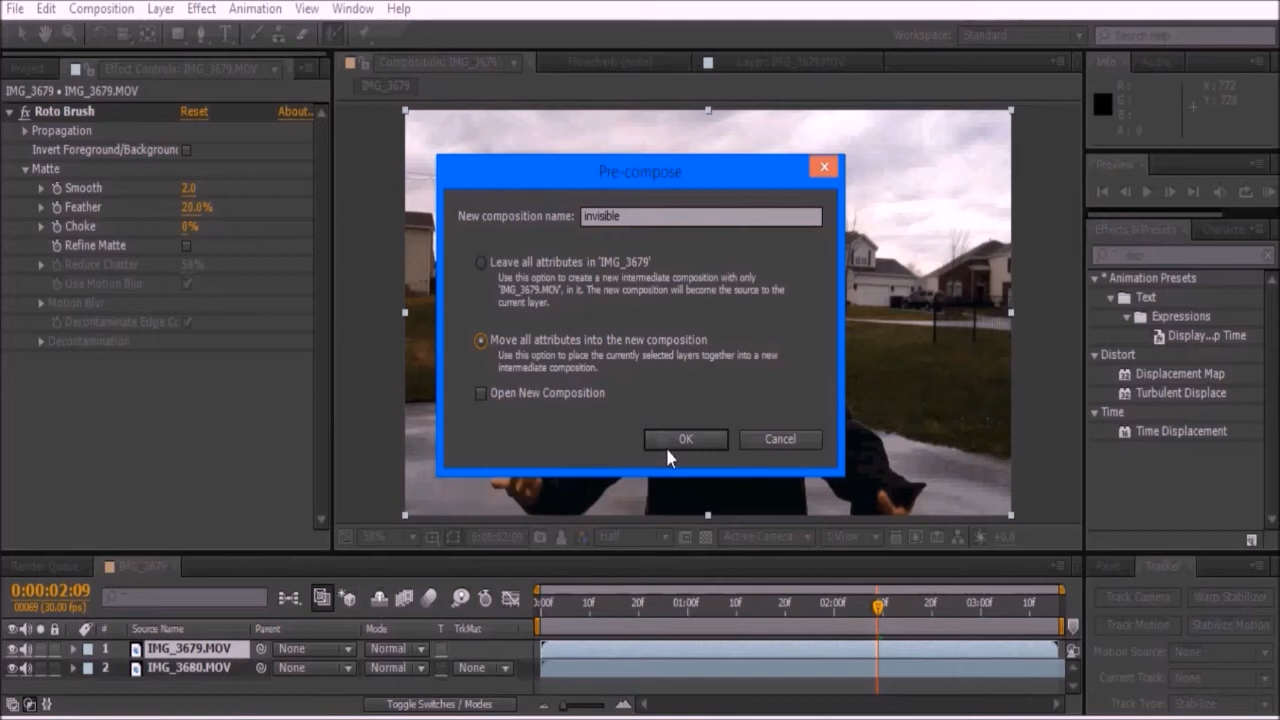 File Edit Composition Layer Effect Animation View Window Help
Workspace: Standard Search Help
Project Effect Controls: IMG_3679.MOV Composition: IMG_3679 Flowchart: (none) Layer: IMG_3679.MOV Info Audio
IMG_3679 • IMG_3679.MOV IMG_3679
R: X: 772
G: Y: 728
B:
A: 0
fx Roto Brush Reset About...
Propagation
Invert Foreground/Background
Matte
Smooth 2.0
Feather 20.0%
Choke 0%
Refine Matte
Reduce Chatter 50%
Use Motion Blur
Motion Blur
Decontaminate Edge Co
Decontamination
Pre-compose
New composition name: invisible
Leave all attributes in 'IMG_3679'
Use this option to create a new intermediate composition with only
'IMG_3679.MOV', in it. The new composition will become the source to the
current layer.
Move all attributes into the new composition
Use this option to place the currently selected layers together into a new
intermediate composition.
Open New Composition
OK Cancel
Preview
Effects & Presets Characte
disp
* Animation Presets
Text
Expressions
Display...p Time
Distort
Displacement Map
Turbulent Displace
Time
Time Displacement
50% 0:00:02:09 Half Active Camera 1 View +0.0
Render Queue IMG_3679
0:00:02:09
00069 (30.00 fps)
:00f 10f 20f 01:00f 10f 20f 02:00f 10f 20f 03:00f 10f
# Source Name Parent Mode T TrkMat
1 IMG_3679.MOV None Normal
2 IMG_3680.MOV None Normal None
Toggle Switches / Modes
Paint Tracker
Track Camera Warp Stabilizer
Track Motion Stabilize Motion
Motion Source: None
Current Track: None
Track Type: Stabilize